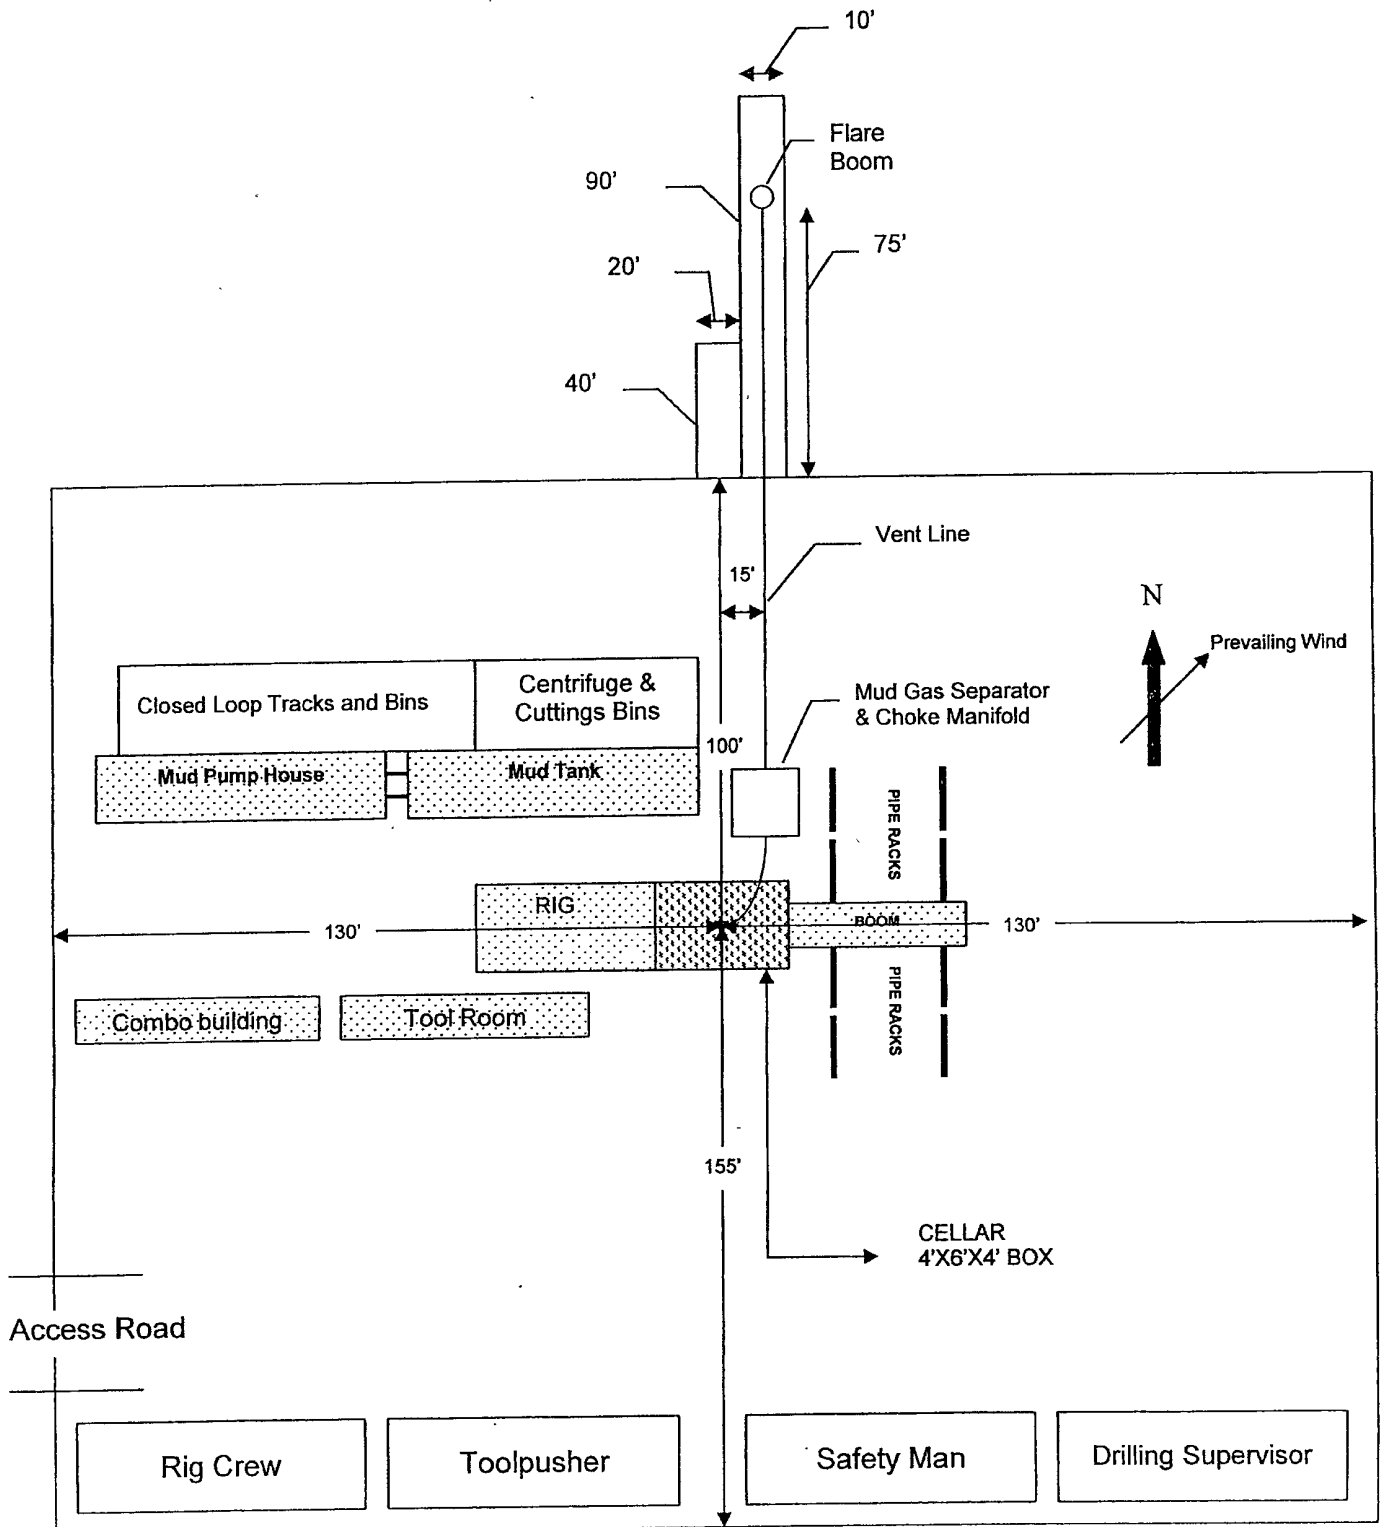 10'
Flare
Boom
90'
75'
20'
40'
Vent Line
15'
N
Prevailing Wind
Closed Loop Tracks and Bins
Centrifuge &
Cuttings Bins
Mud Gas Separator
& Choke Manifold
100'
Mud Pump House
Mud Tank
PIPE RACKS
RIG
BOOM
130'
130'
PIPE RACKS
Combo building
Tool Room
155'
CELLAR
4'X6'X4' BOX
Access Road
Rig Crew
Toolpusher
Safety Man
Drilling Supervisor